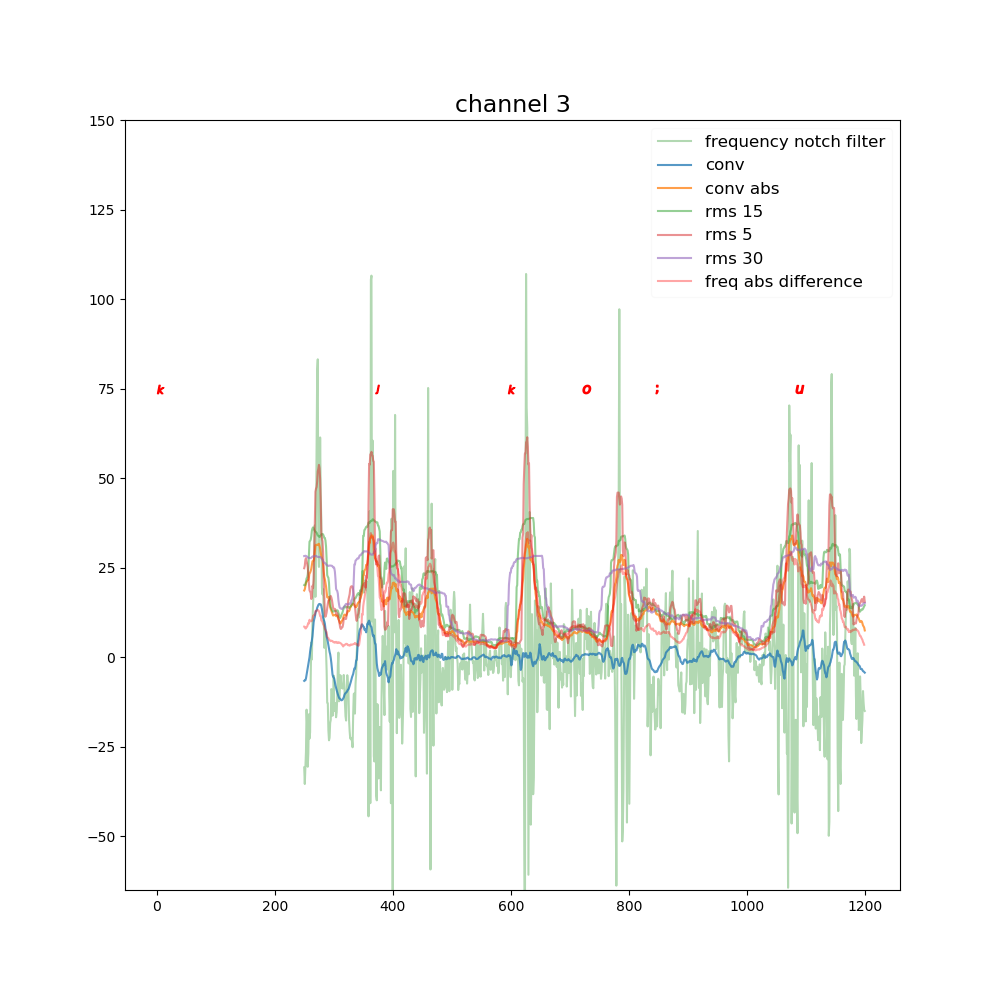 channel 3
150
125
100
75
50
25
0
−25
−50
frequency notch filter
conv
conv abs
rms 15
rms 5
rms 30
freq abs difference
k J k o ; u
0 200 400 600 800 1000 1200